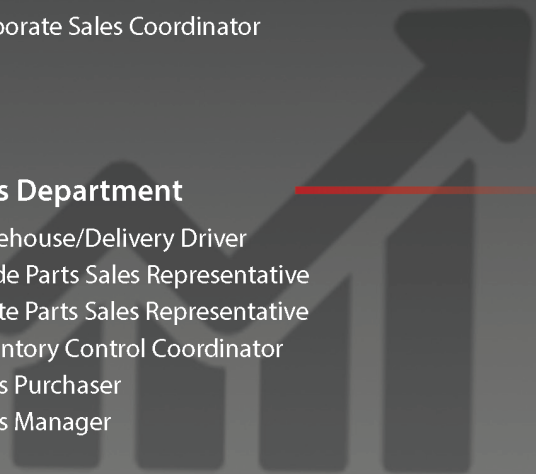 porate Sales Coordinator
s Department
ehouse/Delivery Driver
de Parts Sales Representative
te Parts Sales Representative
ntory Control Coordinator
s Purchaser
s Manager